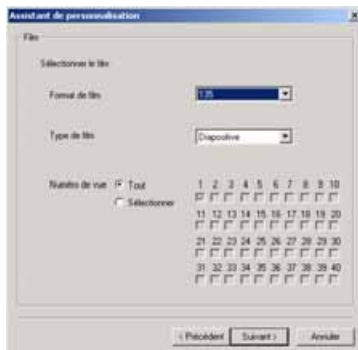 Assistant de personnalisation
Film
Sélectionner le film
Format de film 135
Type de film Diapositive
Numéro de vue Tout 1 2 3 4 5 6 7 8 9 10
Sélectionner
11 12 13 14 15 16 17 18 19 20
21 22 23 24 25 26 27 28 29 30
31 32 33 34 35 36 37 38 39 40
< Précédent Suivant > Annuler